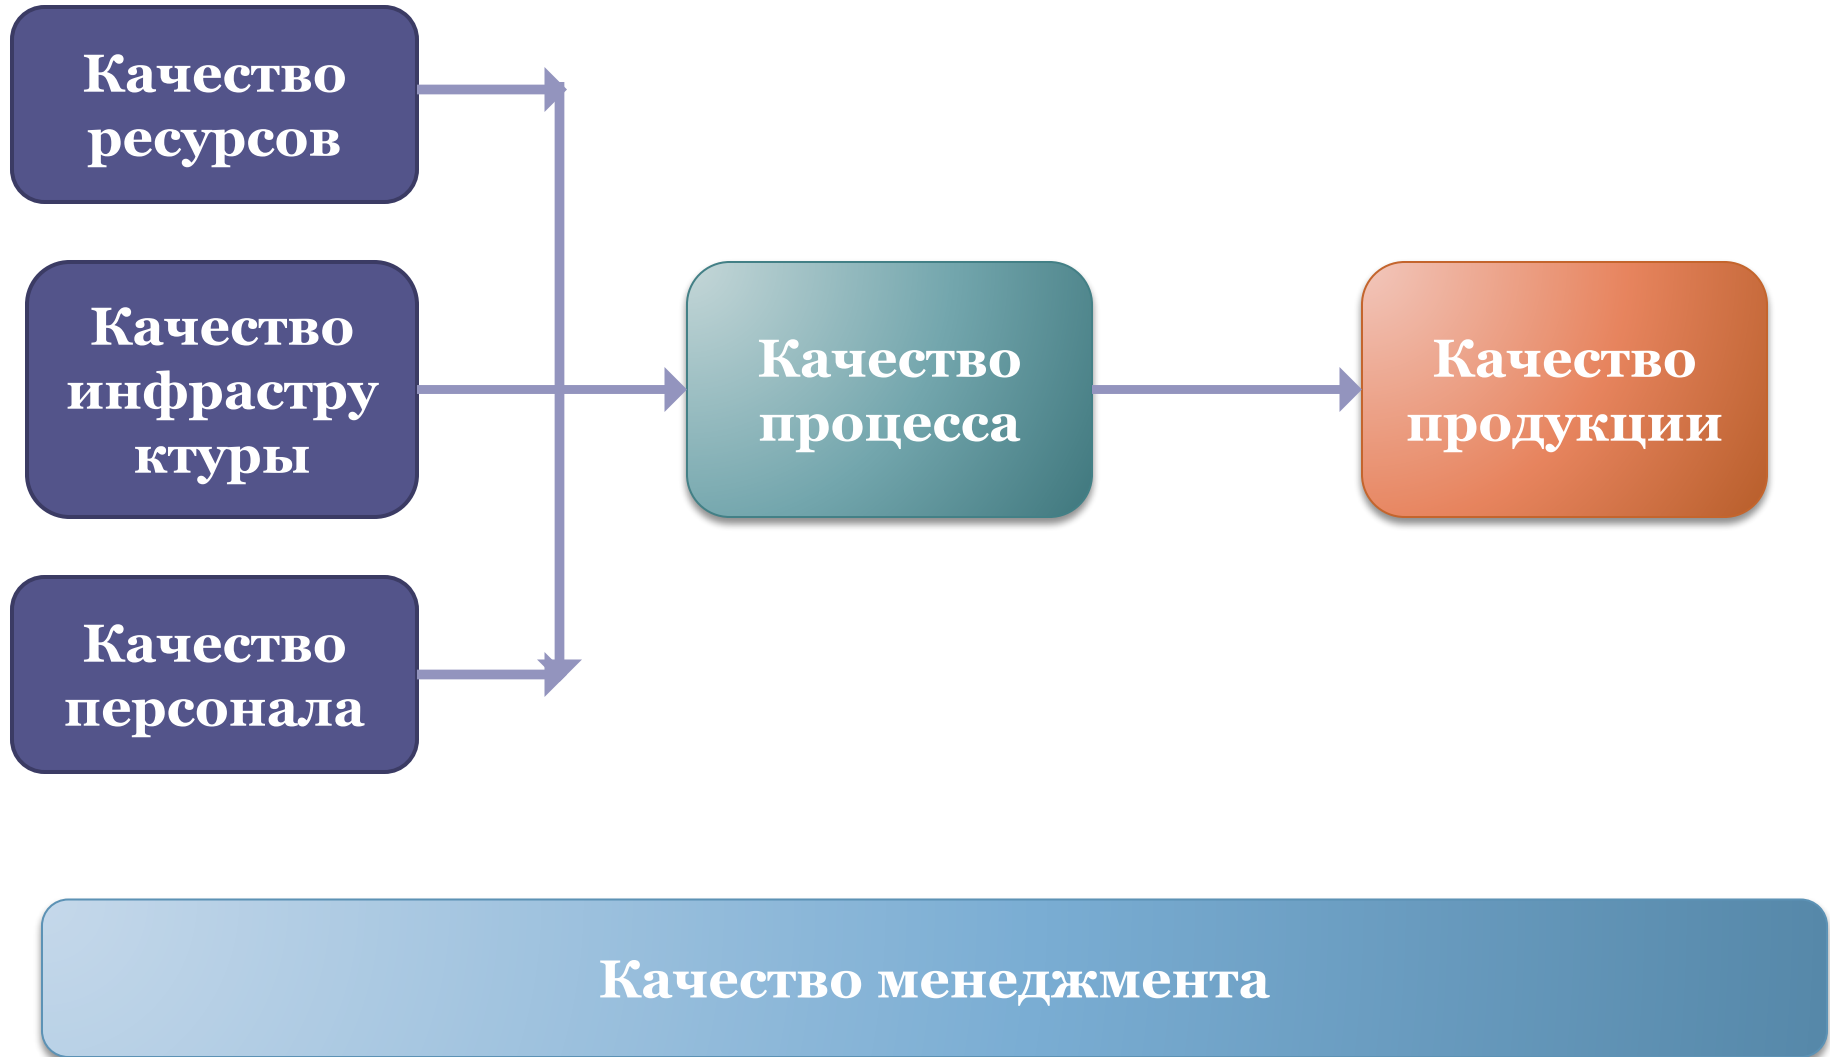 Качество
ресурсов
Качество
инфрастру
ктуры
Качество
персонала
Качество
процесса
Качество
продукции
Качество менеджмента